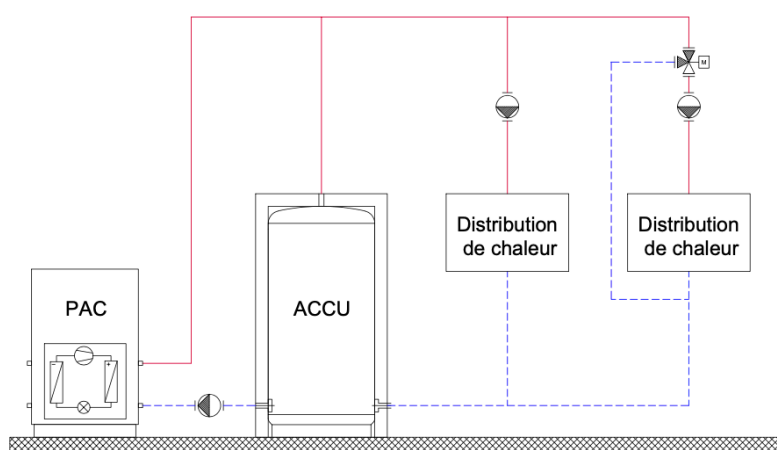 M
Distribution
de chaleur
Distribution
de chaleur
PAC
ACCU
- +